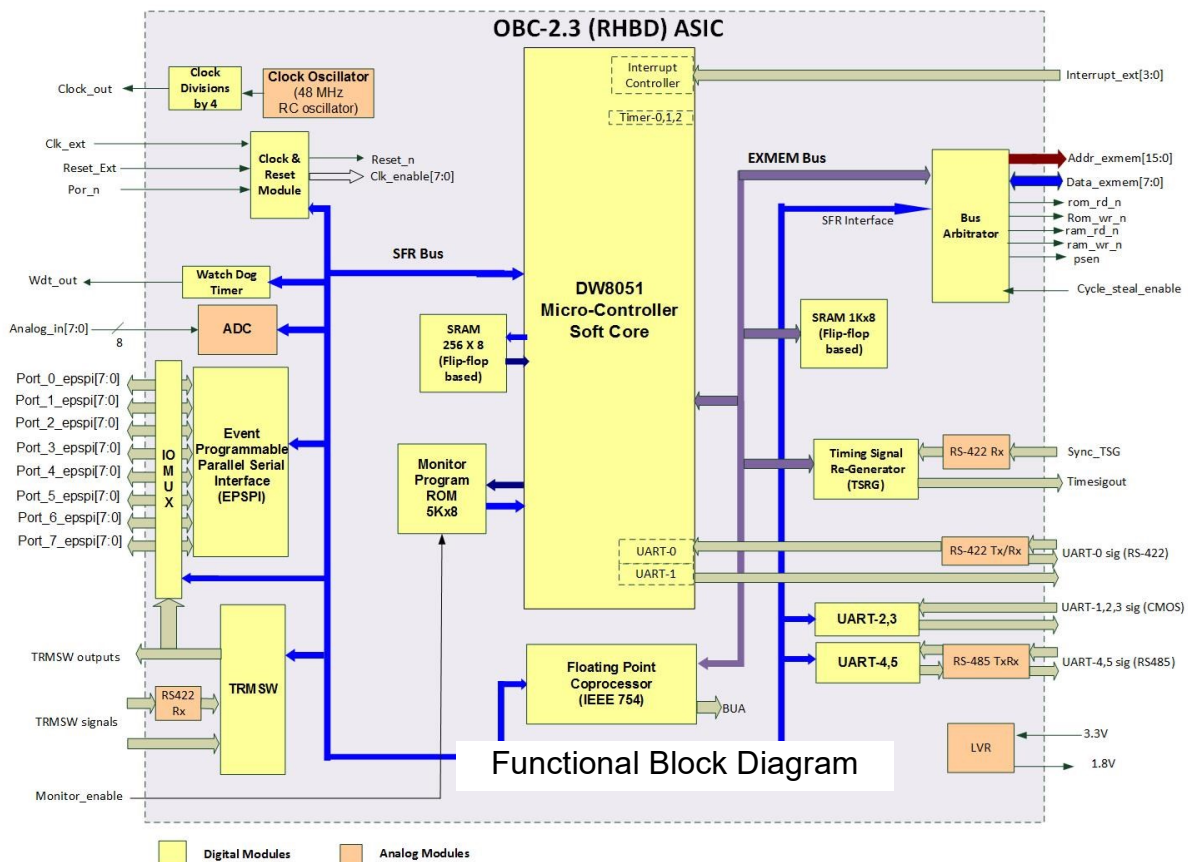 OBC-2.3 (RHBD) ASIC
Clock_out
Clock
Divisions
by 4
Clock Oscillator
(48 MHz
RC oscillator)
Interrupt
Controller
Interrupt_ext[3:0]
Timer-0,1,2
Clk_ext
Reset_Ext
Por_n
Clock &
Reset
Module
Reset_n
Clk_enable[7:0]
EXMEM Bus
SFR Interface
Bus
Arbitrator
Addr_exmem[15:0]
Data_exmem[7:0]
rom_rd_n
Rom_wr_n
ram_rd_n
ram_wr_n
psen
Cycle_steal_enable
SFR Bus
Wdt_out
Watch Dog
Timer
DW8051
Micro-Controller
Soft Core
Analog_in[7:0]
8
ADC
SRAM
256 X 8
(Flip-flop
based)
SRAM 1Kx8
(Flip-flop
based)
Port_0_epspi[7:0]
Port_1_epspi[7:0]
Port_2_epspi[7:0]
Port_3_epspi[7:0]
Port_4_epspi[7:0]
Port_5_epspi[7:0]
Port_6_epspi[7:0]
Port_7_epspi[7:0]
IO
M
U
X
Event
Programmable
Parallel Serial
Interface
(EPSPI)
Monitor
Program
ROM
5Kx8
Timing Signal
Re-Generator
(TSRG)
RS-422 Rx
Sync_TSG
Timesigout
UART-0
UART-1
RS-422 Tx/Rx
UART-0 sig (RS-422)
UART-2,3
UART-1,2,3 sig (CMOS)
UART-4,5
RS-485 TxRx
UART-4,5 sig (RS485)
TRMSW outputs
TRMSW
RS422
Rx
TRMSW signals
Floating Point
Coprocessor
(IEEE 754)
BUA
LVR
3.3V
1.8V
Functional Block Diagram
Monitor_enable
Digital Modules
Analog Modules